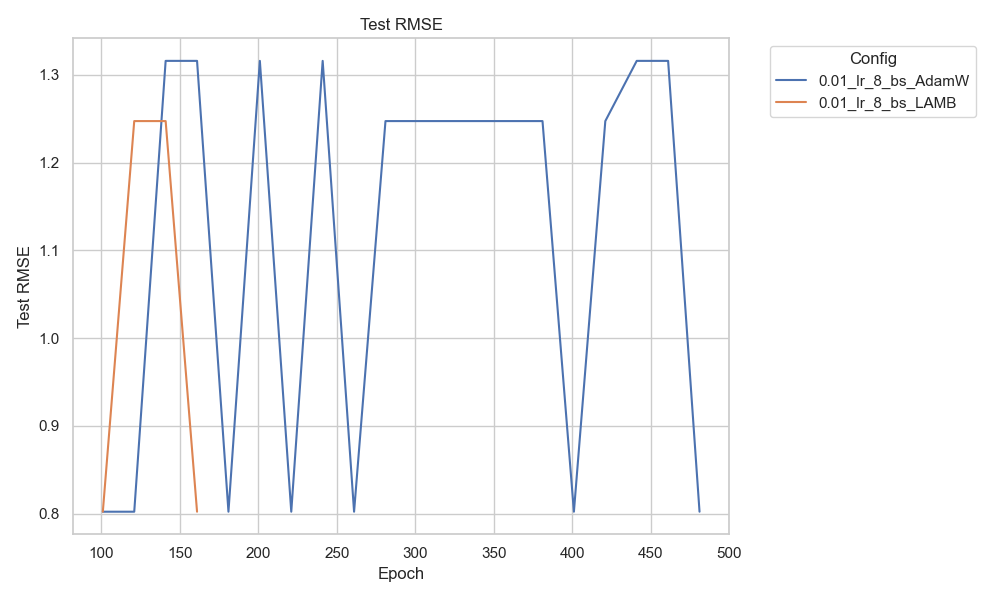 Test RMSE
Config
0.01_lr_8_bs_AdamW
0.01_lr_8_bs_LAMB
Test RMSE
1.3
1.2
1.1
1.0
0.9
0.8
100 150 200 250 300 350 400 450 500
Epoch